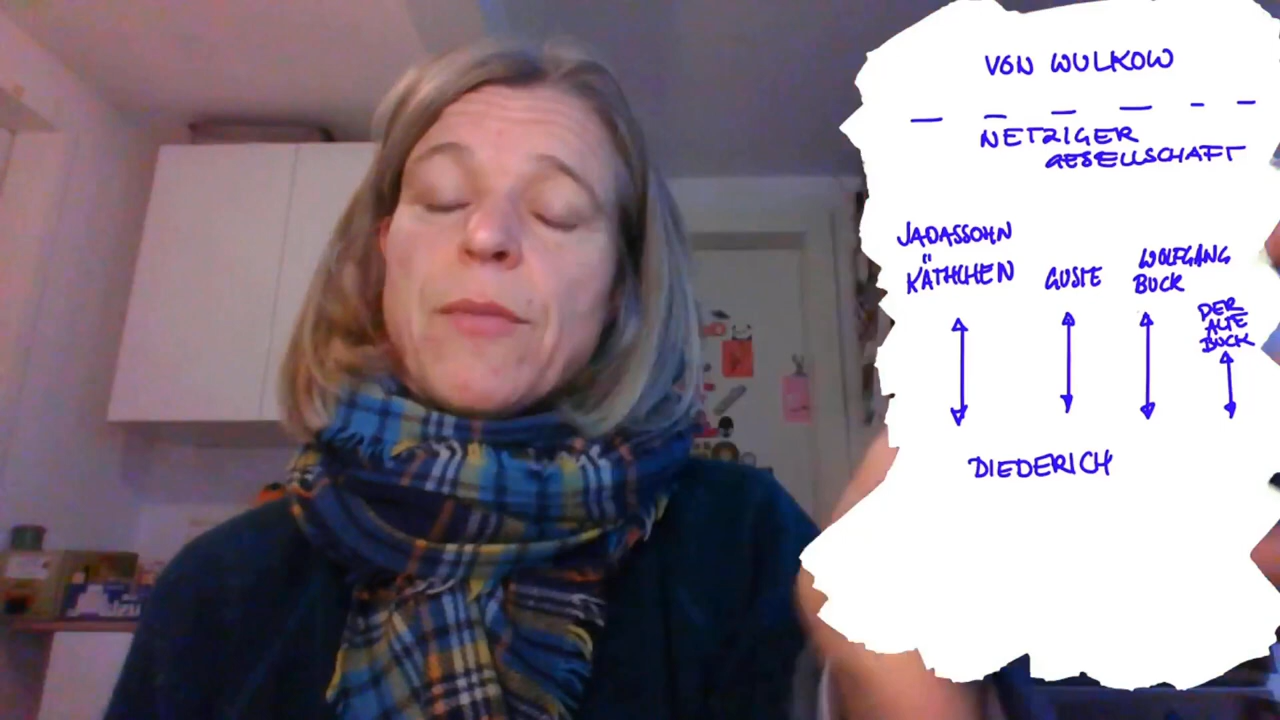 VON WULKOW
NETZIGER
GESELLSCHAFT
JADASSOHN
KÄTHCHEN
GUSTE
WOLFGANG
BUCK
DER
ALTE
BUCK
DIEDERICH